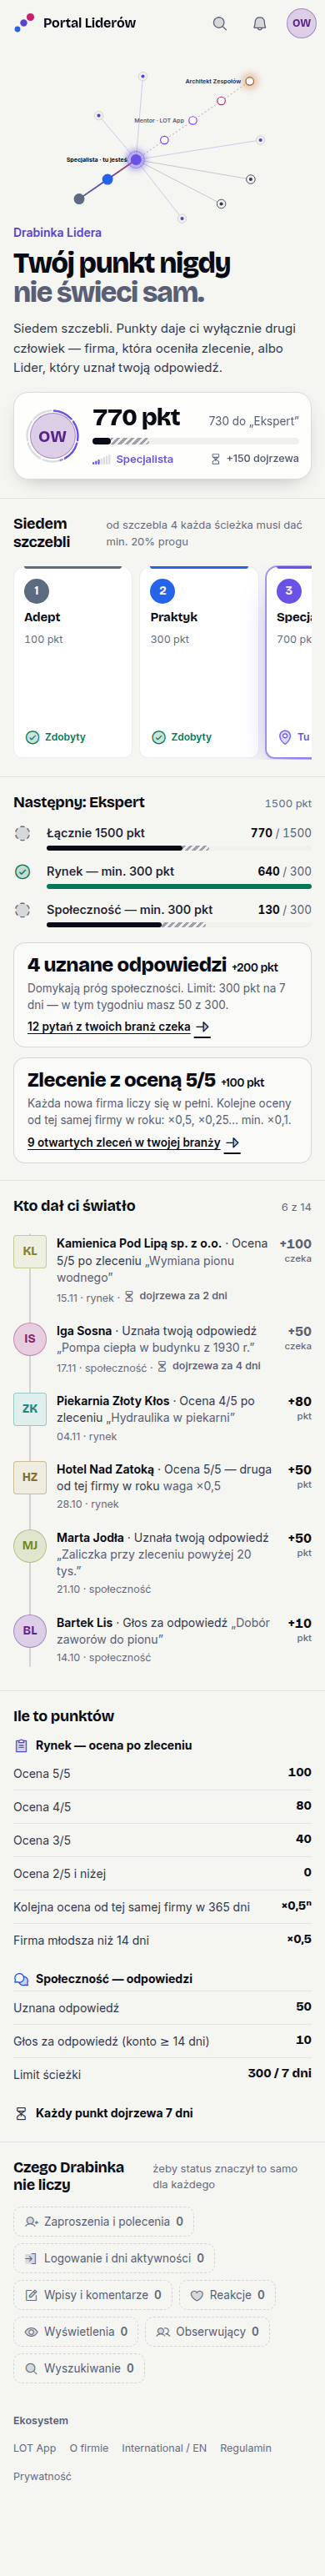 Portal Liderów
OW
Architekt Zespołów
Mentor · LOT App
Specjalista · tu jesteś
Drabinka Lidera
Twój punkt nigdy
nie świeci sam.
Siedem szczebli. Punkty daje ci wyłącznie drugi
człowiek — firma, która oceniła zlecenie, albo
Lider, który uznał twoją odpowiedź.
OW
770 pkt
730 do „Ekspert”
Specjalista
+150 dojrzewa
Siedem
szczebli
od szczebla 4 każda ścieżka musi dać
min. 20% progu
1
Adept
100 pkt
Zdobyty
2
Praktyk
300 pkt
Zdobyty
3
Specja
700 pk
Tu
Następny: Ekspert
1500 pkt
Łącznie 1500 pkt
770 / 1500
Rynek — min. 300 pkt
640 / 300
Społeczność — min. 300 pkt
130 / 300
4 uznane odpowiedzi +200 pkt
Domykają próg społeczności. Limit: 300 pkt na 7
dni — w tym tygodniu masz 50 z 300.
12 pytań z twoich branż czeka
Zlecenie z oceną 5/5 +100 pkt
Każda nowa firma liczy się w pełni. Kolejne oceny
od tej samej firmy w roku: ×0,5, ×0,25… min. ×0,1.
9 otwartych zleceń w twojej branży
Kto dał ci światło
6 z 14
KL
Kamienica Pod Lipą sp. z o.o. · Ocena
5/5 po zleceniu „Wymiana pionu
wodnego”
15.11 · rynek · dojrzewa za 2 dni
+100
czeka
IS
Iga Sosna · Uznała twoją odpowiedź
„Pompa ciepła w budynku z 1930 r.”
17.11 · społeczność · dojrzewa za 4 dni
+50
czeka
ZK
Piekarnia Złoty Kłos · Ocena 4/5 po
zleceniu „Hydraulika w piekarni”
04.11 · rynek
+80
pkt
HZ
Hotel Nad Zatoką · Ocena 5/5 — druga
od tej firmy w roku waga ×0,5
28.10 · rynek
+50
pkt
MJ
Marta Jodła · Uznała twoją odpowiedź
„Zaliczka przy zleceniu powyżej 20
tys.”
21.10 · społeczność
+50
pkt
BL
Bartek Lis · Głos za odpowiedź „Dobór
zaworów do pionu”
14.10 · społeczność
+10
pkt
Ile to punktów
Rynek — ocena po zleceniu
Ocena 5/5
100
Ocena 4/5
80
Ocena 3/5
40
Ocena 2/5 i niżej
0
Kolejna ocena od tej samej firmy w 365 dni
×0,5ⁿ
Firma młodsza niż 14 dni
×0,5
Społeczność — odpowiedzi
Uznana odpowiedź
50
Głos za odpowiedź (konto ≥ 14 dni)
10
Limit ścieżki
300 / 7 dni
Każdy punkt dojrzewa 7 dni
Czego Drabinka
nie liczy
żeby status znaczył to samo
dla każdego
Zaproszenia i polecenia 0
Logowanie i dni aktywności 0
Wpisy i komentarze 0
Reakcje 0
Wyświetlenia 0
Obserwujący 0
Wyszukiwanie 0
Ekosystem
LOT App O firmie International / EN Regulamin
Prywatność